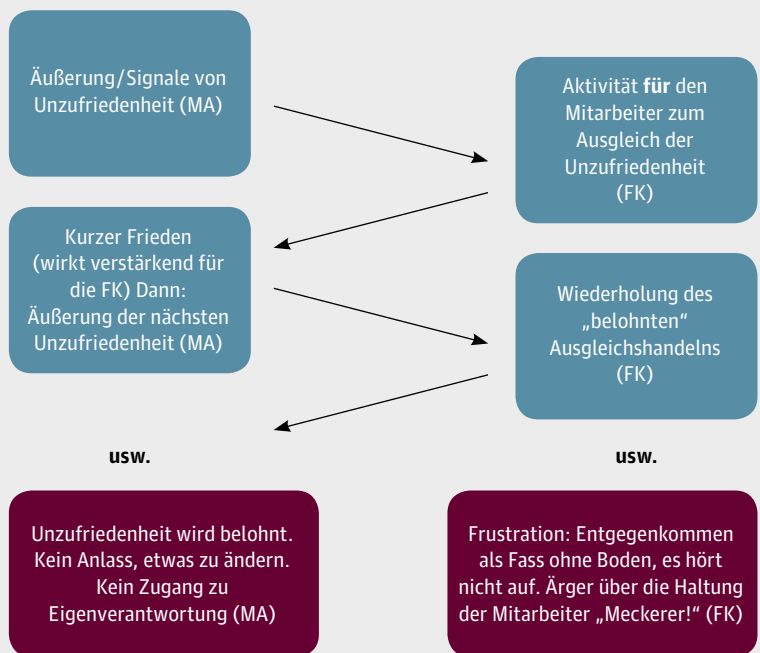 Äußerung/Signale von
Unzufriedenheit (MA)
Aktivität für den
Mitarbeiter zum
Ausgleich der
Unzufriedenheit
(FK)
Kurzer Frieden
(wirkt verstärkend für
die FK) Dann:
Äußerung der nächsten
Unzufriedenheit (MA)
Wiederholung des
„belohnten“
Ausgleichshandelns
(FK)
usw.
usw.
Unzufriedenheit wird belohnt.
Kein Anlass, etwas zu ändern.
Kein Zugang zu
Eigenverantwortung (MA)
Frustration: Entgegenkommen
als Fass ohne Boden, es hört
nicht auf. Ärger über die Haltung
der Mitarbeiter „Meckerer!“ (FK)